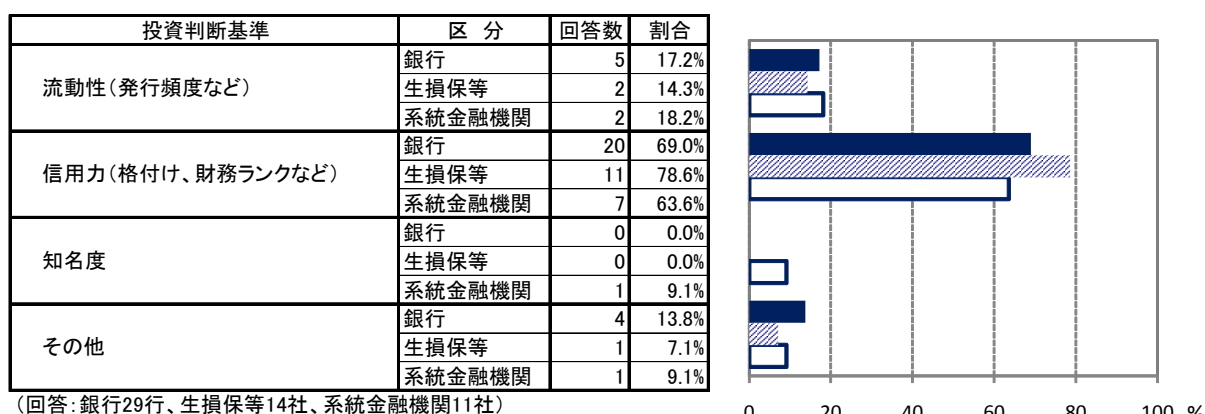 投資判断基準 区 分 回答数 割合
流動性(発行頻度など) 銀行 5 17.2%
生損保等 2 14.3%
系統金融機関 2 18.2%
信用力(格付け、財務ランクなど) 銀行 20 69.0%
生損保等 11 78.6%
系統金融機関 7 63.6%
知名度 銀行 0 0.0%
生損保等 0 0.0%
系統金融機関 1 9.1%
その他 銀行 4 13.8%
生損保等 1 7.1%
系統金融機関 1 9.1%
(回答:銀行29行、生損保等14社、系統金融機関11社)
0 20 40 60 80 100 %